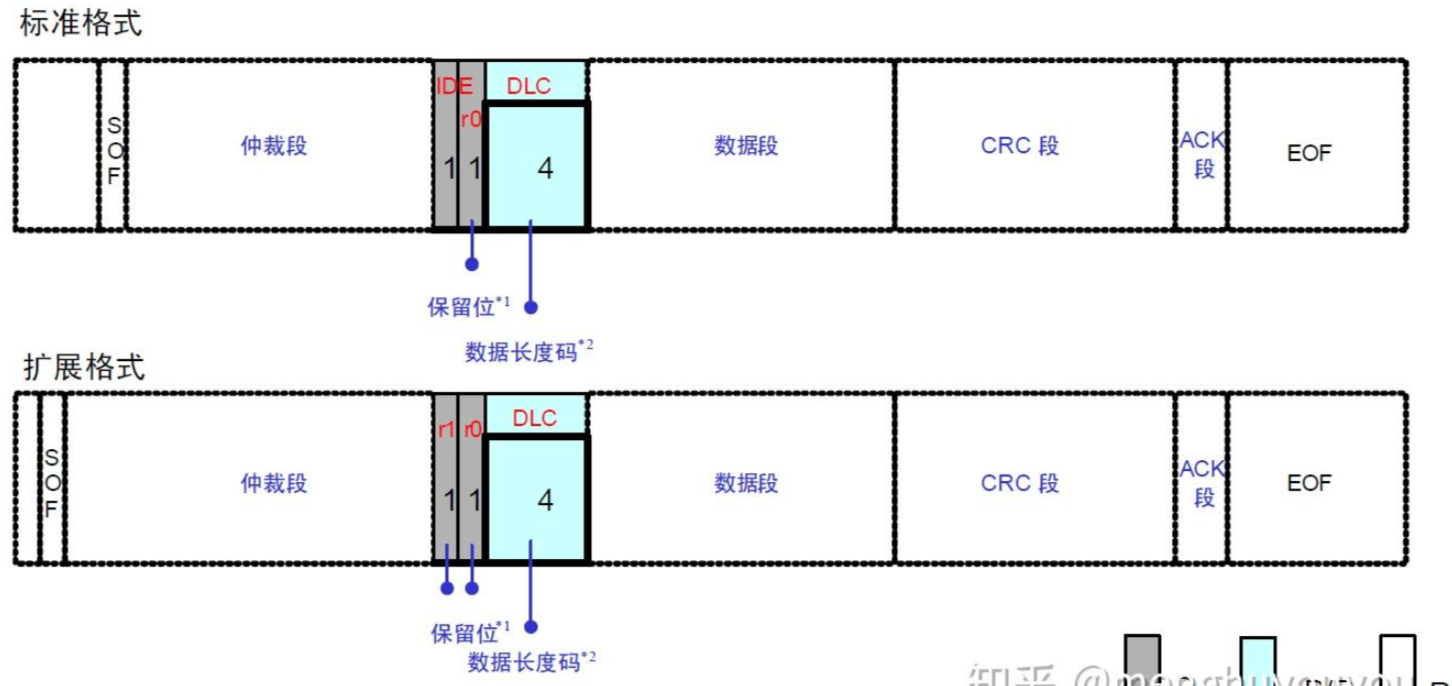 标准格式
SOF
仲裁段
IDE
r0
1
1
DLC
4
数据段
CRC 段
ACK
段
EOF
保留位*1
数据长度码*2
扩展格式
SOF
仲裁段
r1
r0
1
1
DLC
4
数据段
CRC 段
ACK
段
EOF
保留位*1
数据长度码*2
知乎